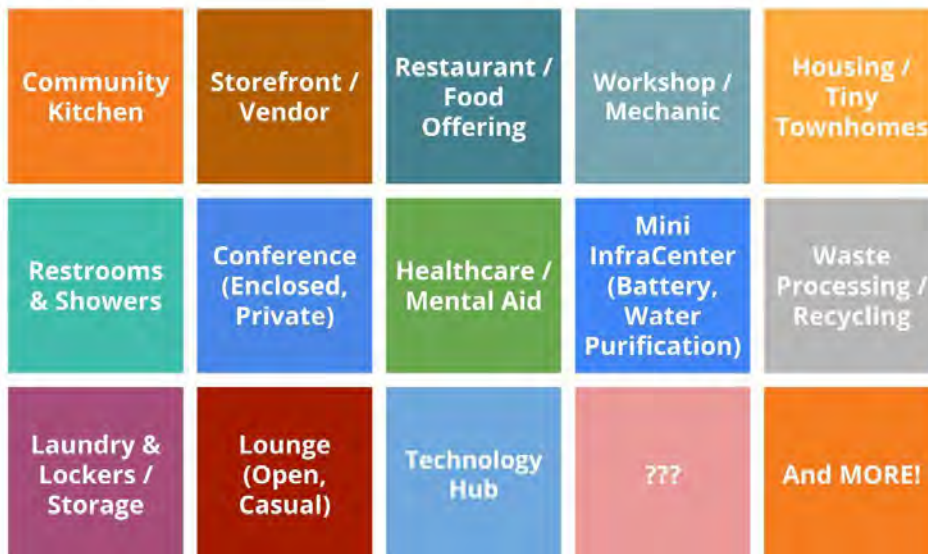 Community
Kitchen
Storefront /
Vendor
Restaurant /
Food
Offering
Workshop /
Mechanic
Housing /
Tiny
Townhomes
Restrooms
& Showers
Conference
(Enclosed,
Private)
Healthcare /
Mental Aid
Mini
InfraCenter
(Battery,
Water
Purification)
Waste
Processing /
Recycling
Laundry &
Lockers /
Storage
Lounge
(Open,
Casual)
Technology
Hub
???
And MORE!